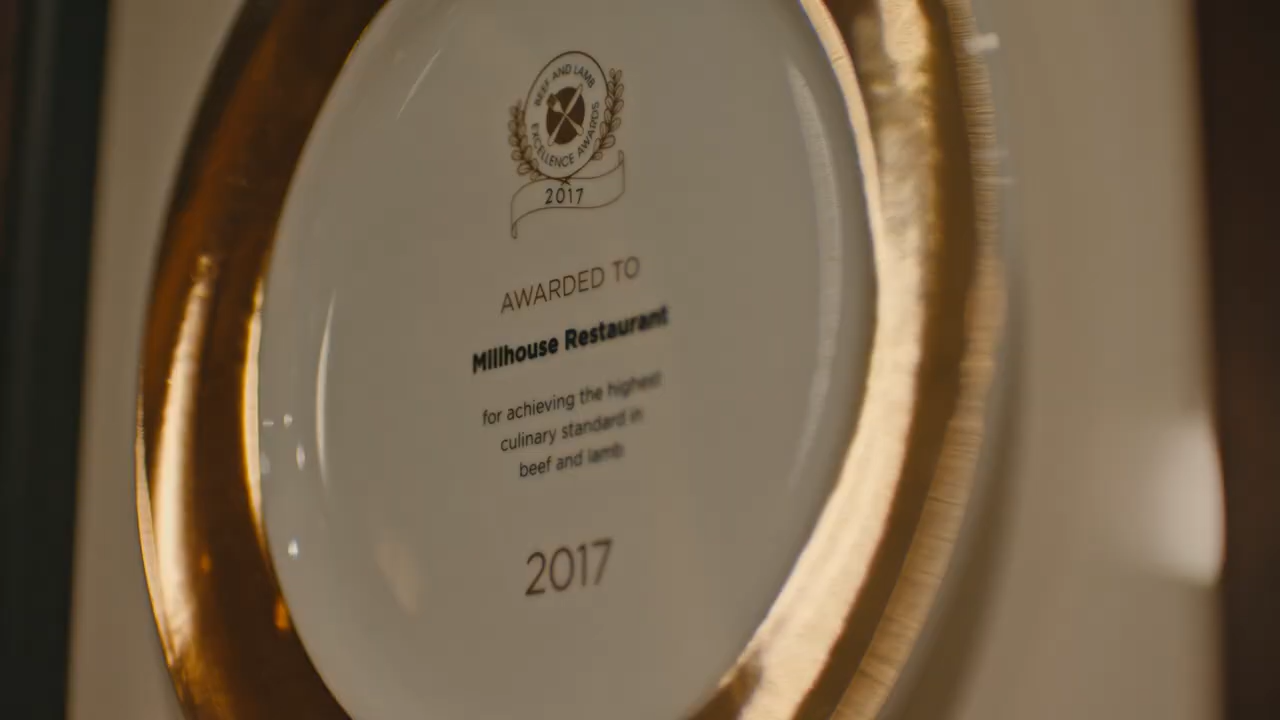 BEEF AND LAMB
EXCELLENCE AWARDS
2017
AWARDED TO
Millhouse Restaurant
for achieving the highest
culinary standard in
beef and lamb
2017